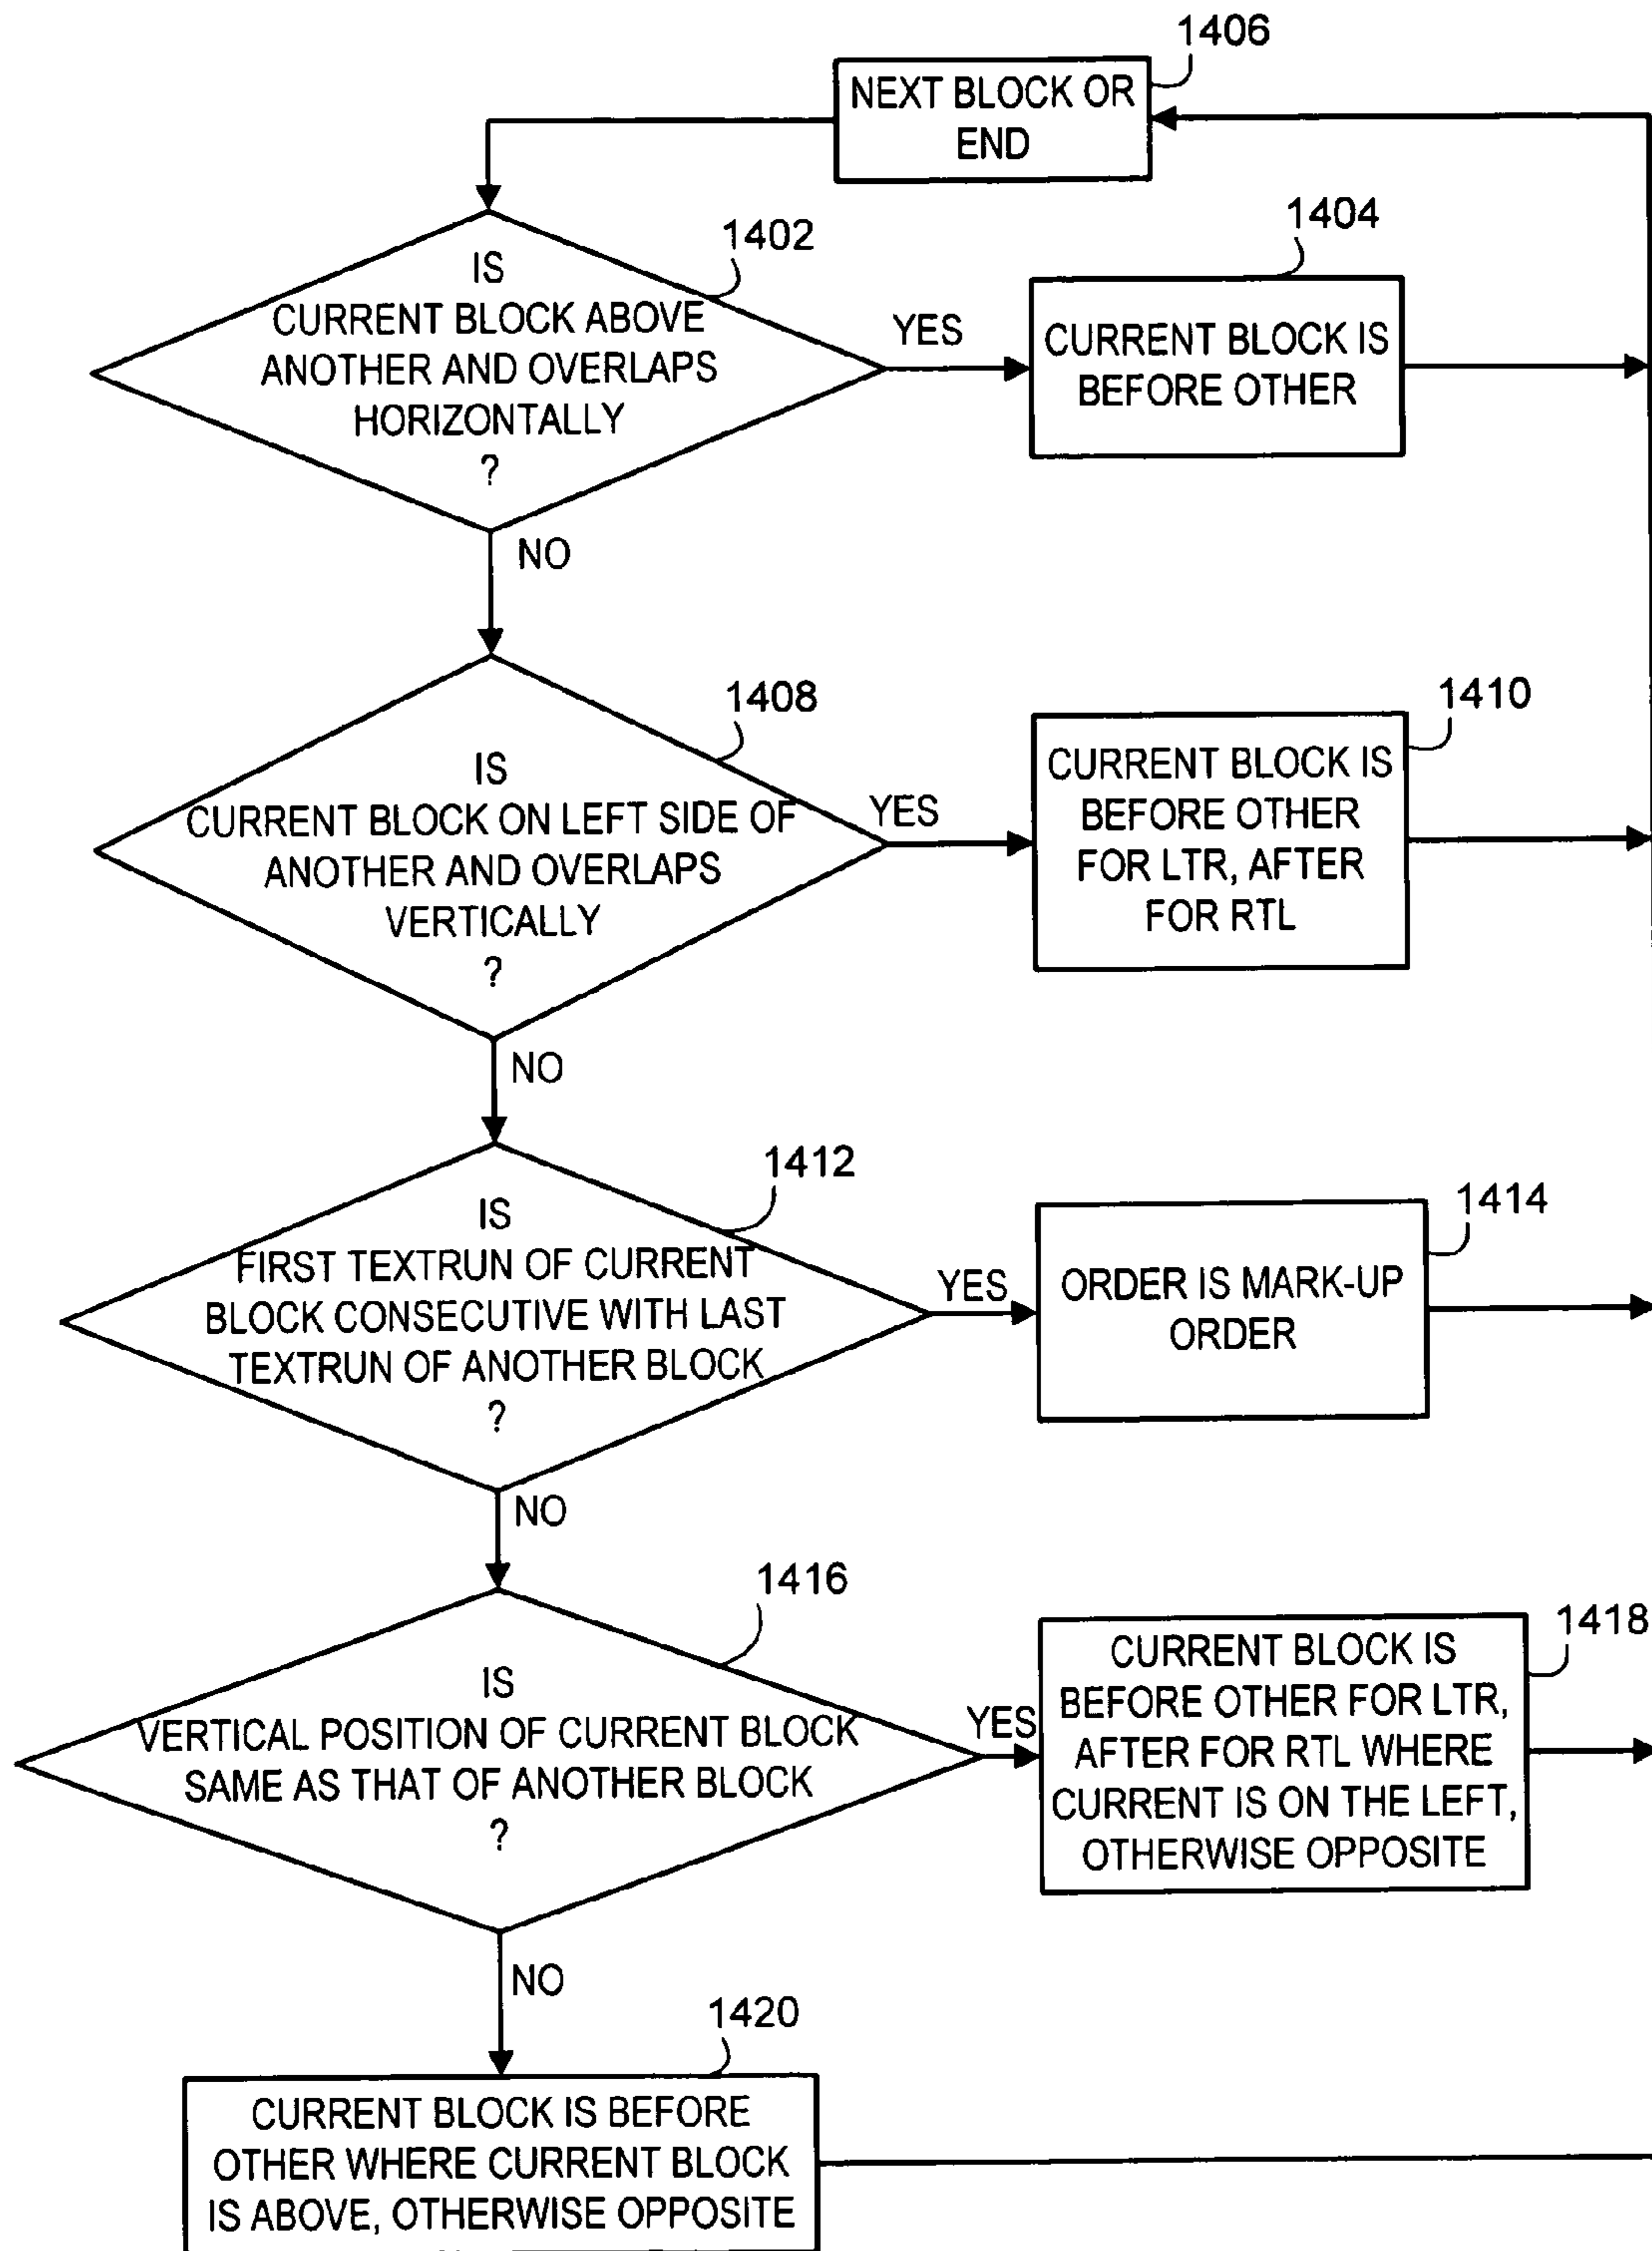 1406
NEXT BLOCK OR
END
1402
1404
IS
CURRENT BLOCK ABOVE
ANOTHER AND OVERLAPS
HORIZONTALLY
?
YES
CURRENT BLOCK IS
BEFORE OTHER
NO
1408
1410
IS
CURRENT BLOCK ON LEFT SIDE OF
ANOTHER AND OVERLAPS
VERTICALLY
?
YES
CURRENT BLOCK IS
BEFORE OTHER
FOR LTR, AFTER
FOR RTL
NO
1412
1414
IS
FIRST TEXTRUN OF CURRENT
BLOCK CONSECUTIVE WITH LAST
TEXTRUN OF ANOTHER BLOCK
?
YES
ORDER IS MARK-UP
ORDER
NO
1416
1418
IS
VERTICAL POSITION OF CURRENT BLOCK
SAME AS THAT OF ANOTHER BLOCK
?
YES
CURRENT BLOCK IS
BEFORE OTHER FOR LTR,
AFTER FOR RTL WHERE
CURRENT IS ON THE LEFT,
OTHERWISE OPPOSITE
NO
1420
CURRENT BLOCK IS BEFORE
OTHER WHERE CURRENT BLOCK
IS ABOVE, OTHERWISE OPPOSITE